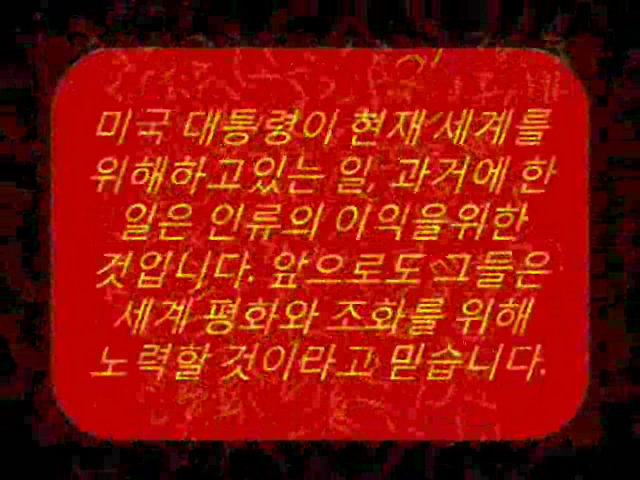 미국 대통령이 현재 세계를
위해하고있는 일, 과거에 한
일은 인류의 이익을위한
것입니다. 앞으로도 그들은
세계 평화와 조화를 위해
노력할 것이라고 믿습니다.